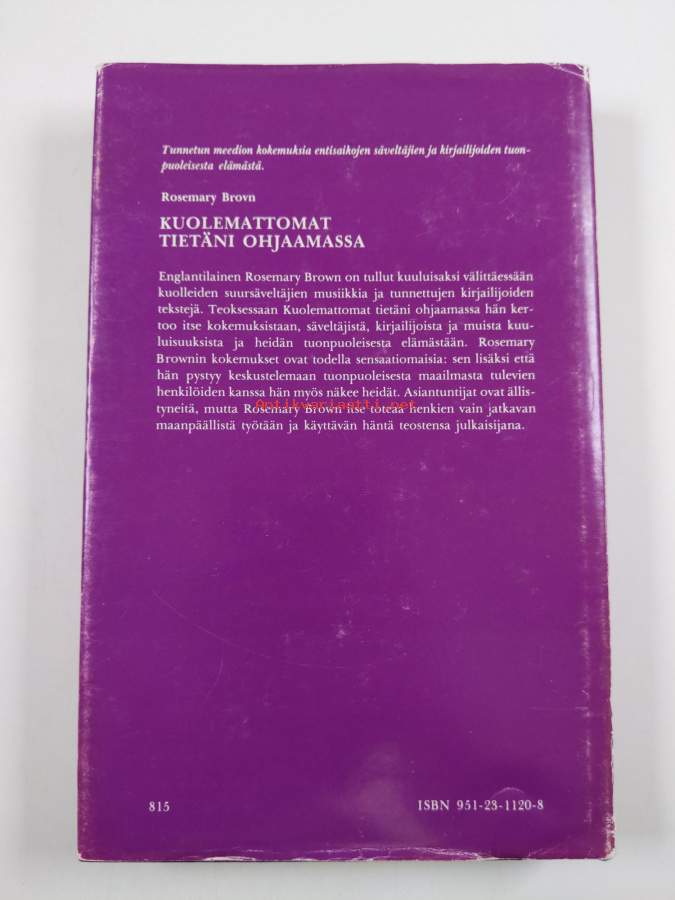 Tunnetun meedion kokemuksia entisaikojen säveltäjien ja kirjailijoiden tuon-
puoleisesta elämästä.
Rosemary Brovn
KUOLEMATTOMAT
TIETÄNI OHJAAMASSA
Englantilainen Rosemary Brown on tullut kuuluisaksi välittäessään
kuolleiden suursäveltäjien musiikkia ja tunnettujen kirjailijoiden
tekstejä. Teoksessaan Kuolemattomat tietäni ohjaamassa hän ker-
too itse kokemuksistaan, säveltäjistä, kirjailijoista ja muista kuu-
luisuuksista ja heidän tuonpuoleisesta elämästään. Rosemary
Brownin kokemukset ovat todella sensaatiomaisia: sen lisäksi että
hän pystyy keskustelemaan tuonpuoleisesta maailmasta tulevien
henkilöiden kanssa hän myös näkee heidät. Asiantuntijat ovat ällis-
tyneitä, mutta Rosemary Brown itse toteaa henkien vain jatkavan
Antikvariaatti.net
maanpäällistä työtään ja käyttävän häntä teostensa julkaisijana.
815
ISBN 951-23-1120-8